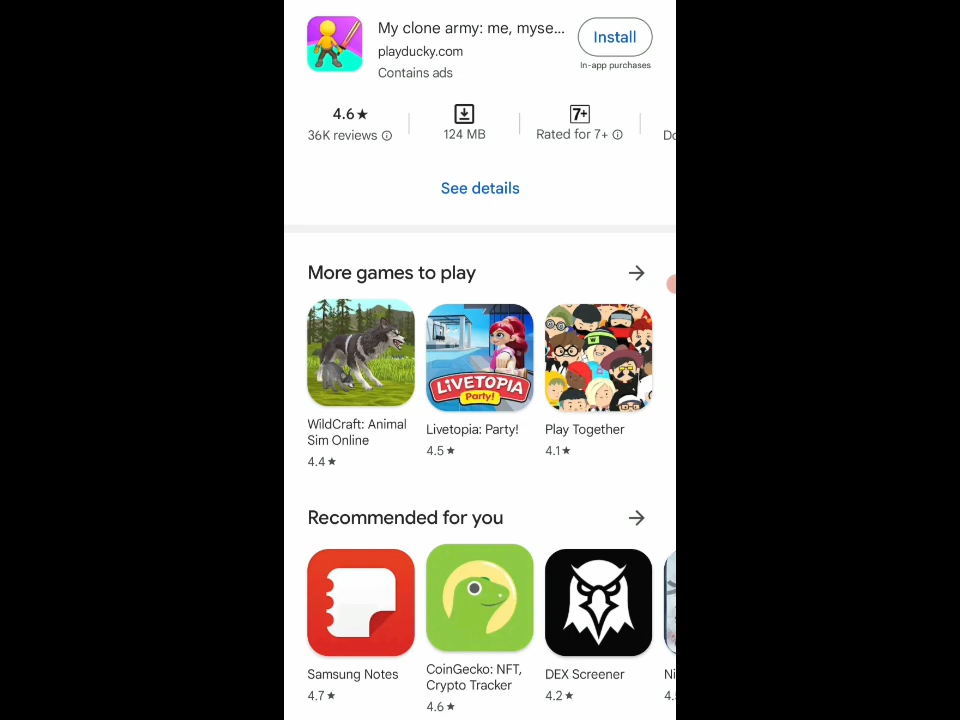 My clone army: me, myse...
Install
playducky.com
In-app purchases
Contains ads
4.6★
7+
36K reviews
124 MB
Rated for 7+
Do
See details
More games to play
LIVETOPIA
Party!
WildCraft: Animal
Sim Online
Livetopia: Party!
Play Together
4.4★
4.5★
4.1★
Recommended for you
Samsung Notes
CoinGecko: NFT,
Crypto Tracker
DEX Screener
Ni
4.7★
4.6★
4.2★
4.